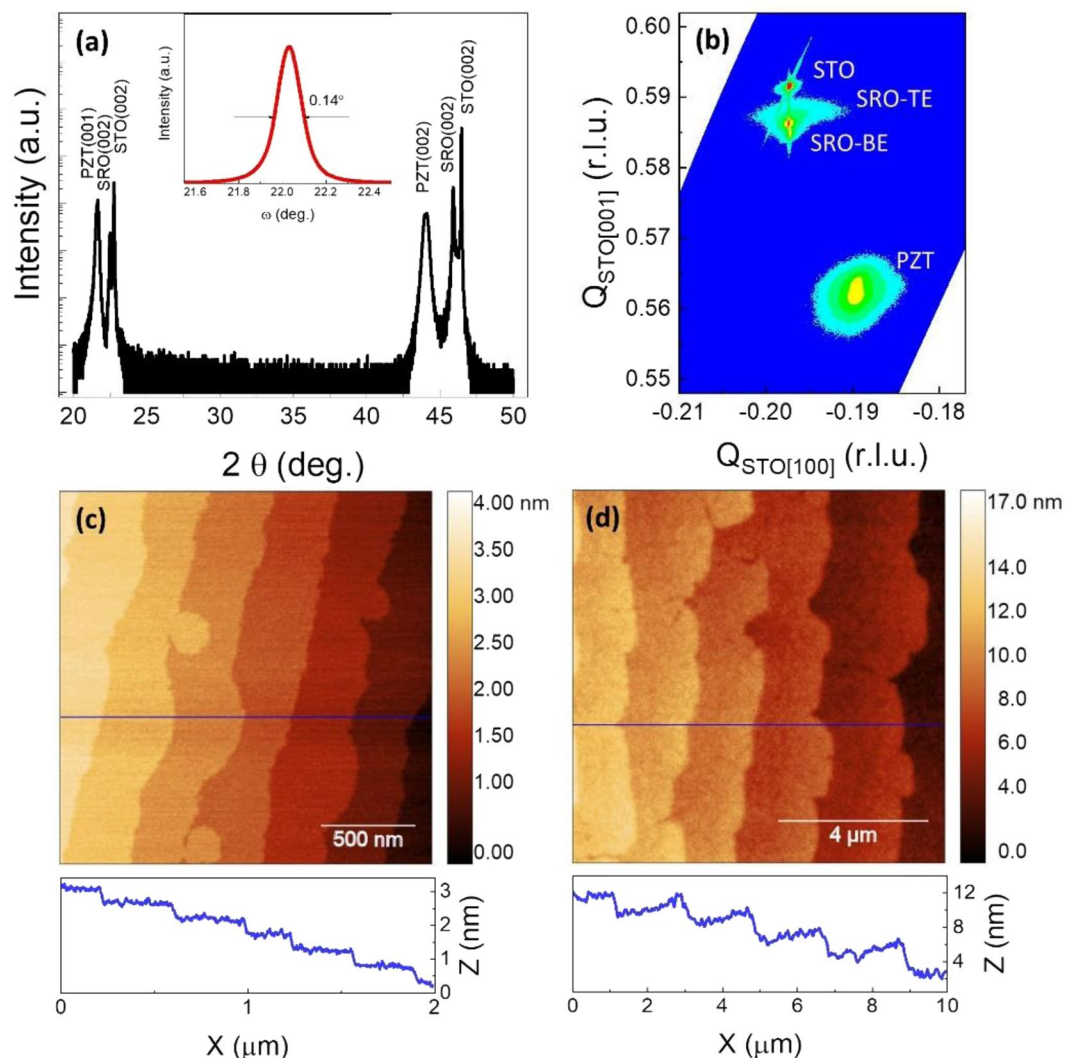 (a)
Intensity (a.u.)
PZT(001)
SRO(002)
STO(002)
Intensity (a.u.)
0.14°
21.6 21.8 22.0 22.2 22.4
ω (deg.)
PZT(002)
SRO(002)
STO(002)
20 25 30 35 40 45 50
2 θ (deg.)
(b)
0.602
0.59
0.58
0.57
0.56
0.55
Q_STO[001] (r.l.u.)
STO
SRO-TE
SRO-BE
PZT
-0.21 -0.20 -0.19 -0.18
Q_STO[100] (r.l.u.)
(c)
500 nm
4.00 nm
3.50
3.00
2.50
2.00
1.50
1.00
0.00
3
2
1
0
Z (nm)
0 1 2
X (μm)
(d)
4 μm
17.0 nm
14.0
12.0
10.0
8.0
6.0
4.0
0.0
12
8
4
Z (nm)
0 2 4 6 8 10
X (μm)